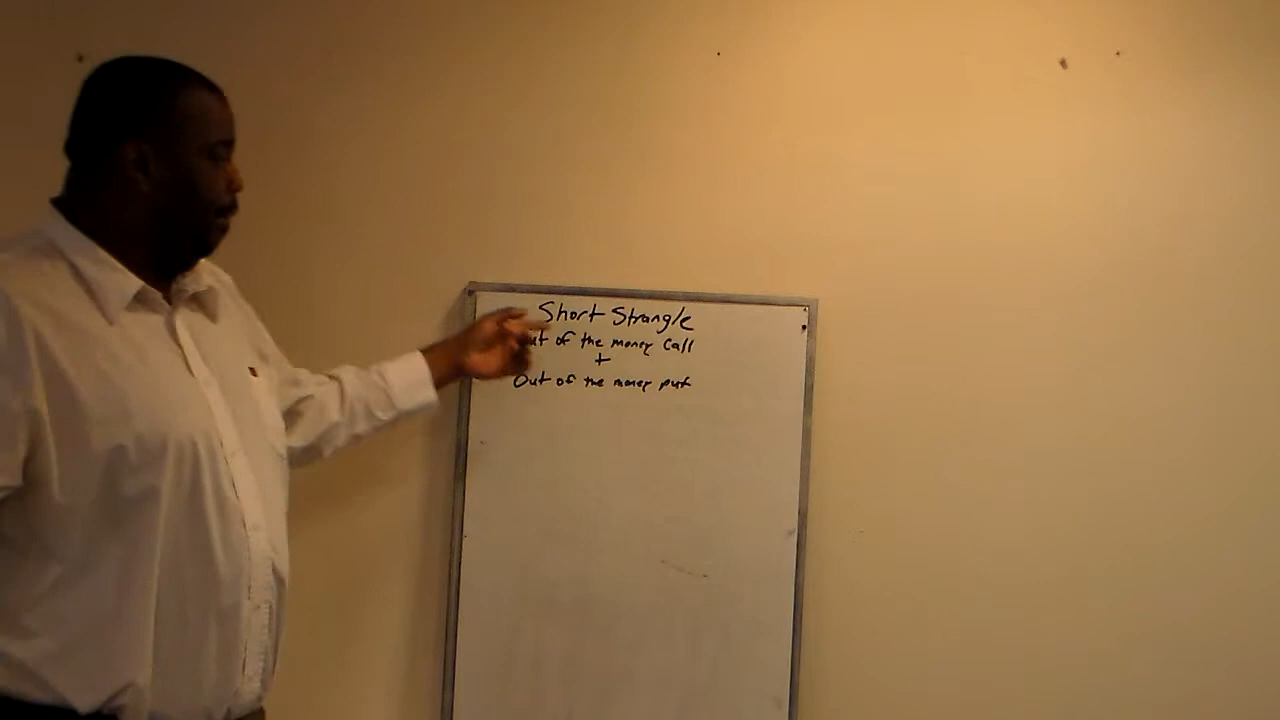 Short Strangle
ut of the money Call
+
Out of the money put